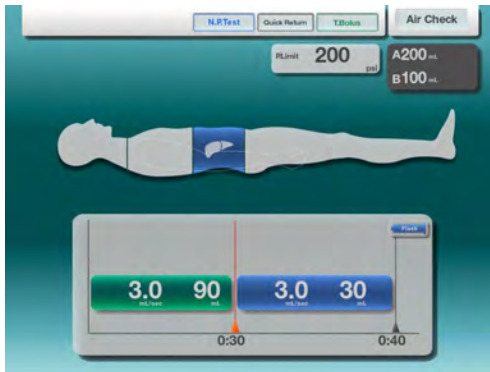 N.P.Test Quick Return T.Bolus Air Check
P.Limit 200 psi
A200 mL
B100 mL
Flush
3.0 mL/sec 90 mL 3.0 mL/sec 30 mL
0:30 0:40